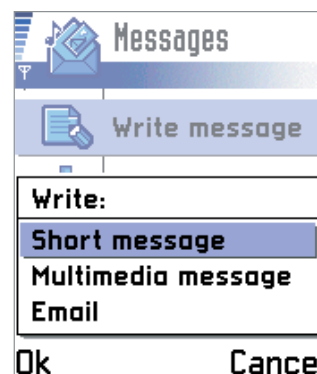 Messages
Write message
Write:
Short message
Multimedia message
Email
Ok Cance